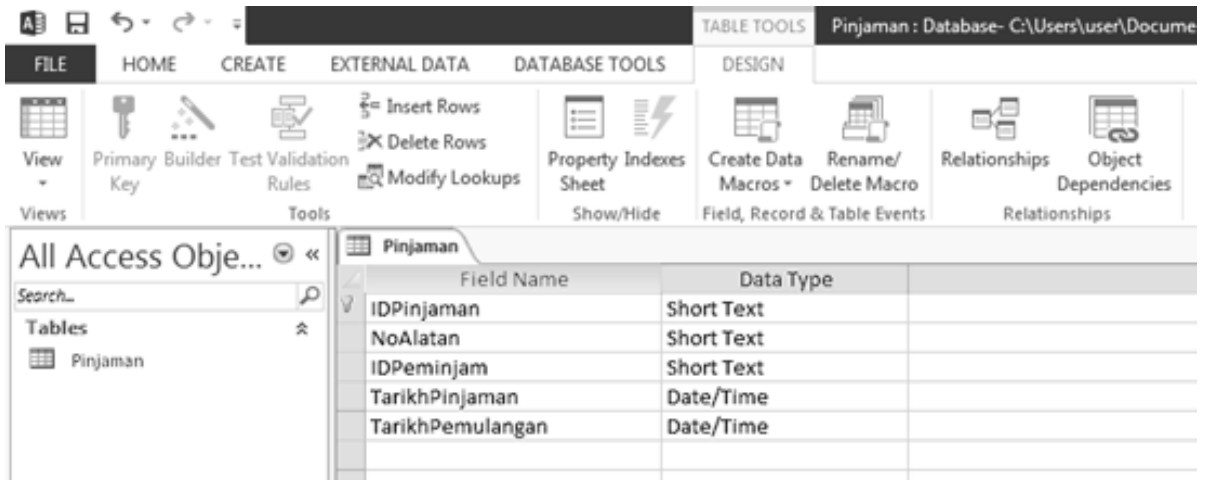 TABLE TOOLS Pinjaman : Database- C:\Users\user\Docume
FILE HOME CREATE EXTERNAL DATA DATABASE TOOLS DESIGN
View Primary Key Builder Test Validation Rules Insert Rows Delete Rows Modify Lookups Property Sheet Indexes Create Data Macros Rename/ Delete Macro Relationships Object Dependencies
Views Tools Show/Hide Field, Record & Table Events Relationships
All Access Obje... «
Pinjaman
Search...
Tables
Pinjaman
Field Name Data Type
IDPinjaman Short Text
NoAlatan Short Text
IDPeminjam Short Text
TarikhPinjaman Date/Time
TarikhPemulangan Date/Time